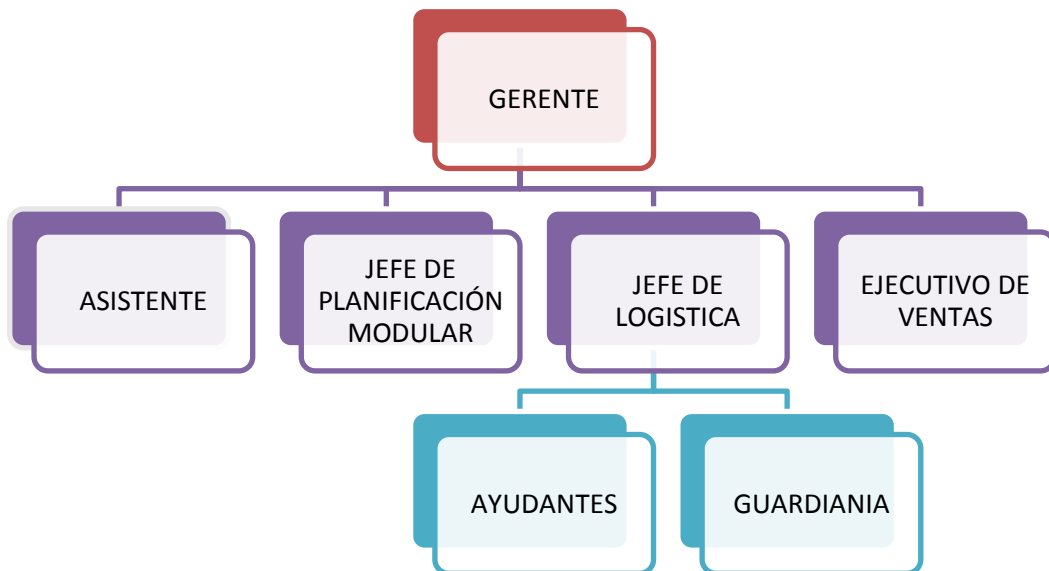 GERENTE
ASISTENTE
JEFE DE
PLANIFICACIÓN
MODULAR
JEFE DE
LOGISTICA
EJECUTIVO DE
VENTAS
AYUDANTES
GUARDIANIA